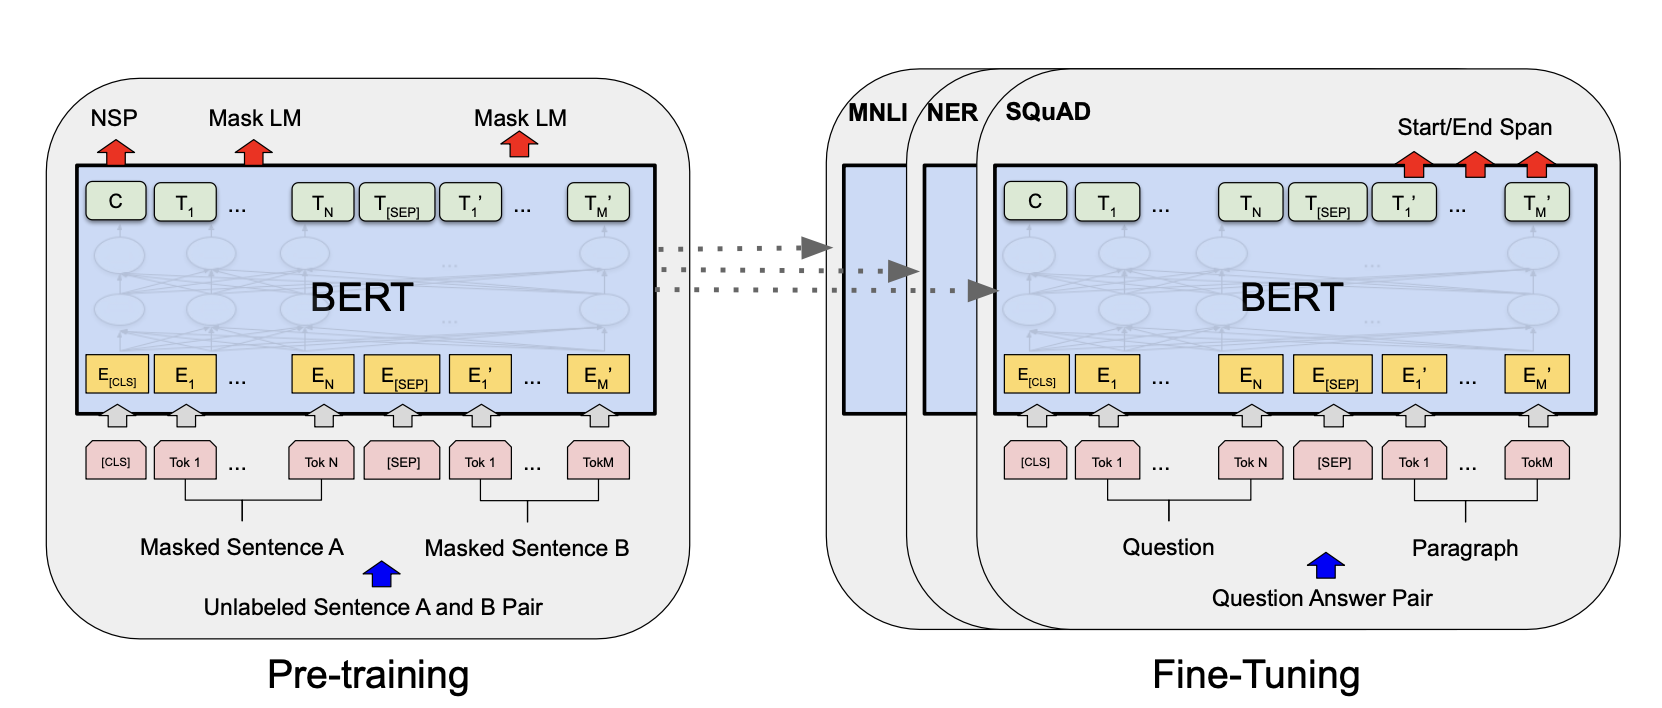 NSP Mask LM Mask LM
C T1 ... TN T[SEP] T1’ ... TM’
...
BERT
...
E[CLS] E1 ... EN E[SEP] E1’ ... EM’
[CLS] Tok 1 ... Tok N [SEP] Tok 1 ... TokM
Masked Sentence A Masked Sentence B
Unlabeled Sentence A and B Pair
Pre-training
MNLI NER SQuAD
Start/End Span
C T1 ... TN T[SEP] T1’ ... TM’
...
BERT
...
E[CLS] E1 ... EN E[SEP] E1’ ... EM’
[CLS] Tok 1 ... Tok N [SEP] Tok 1 ... TokM
Question Paragraph
Question Answer Pair
Fine-Tuning